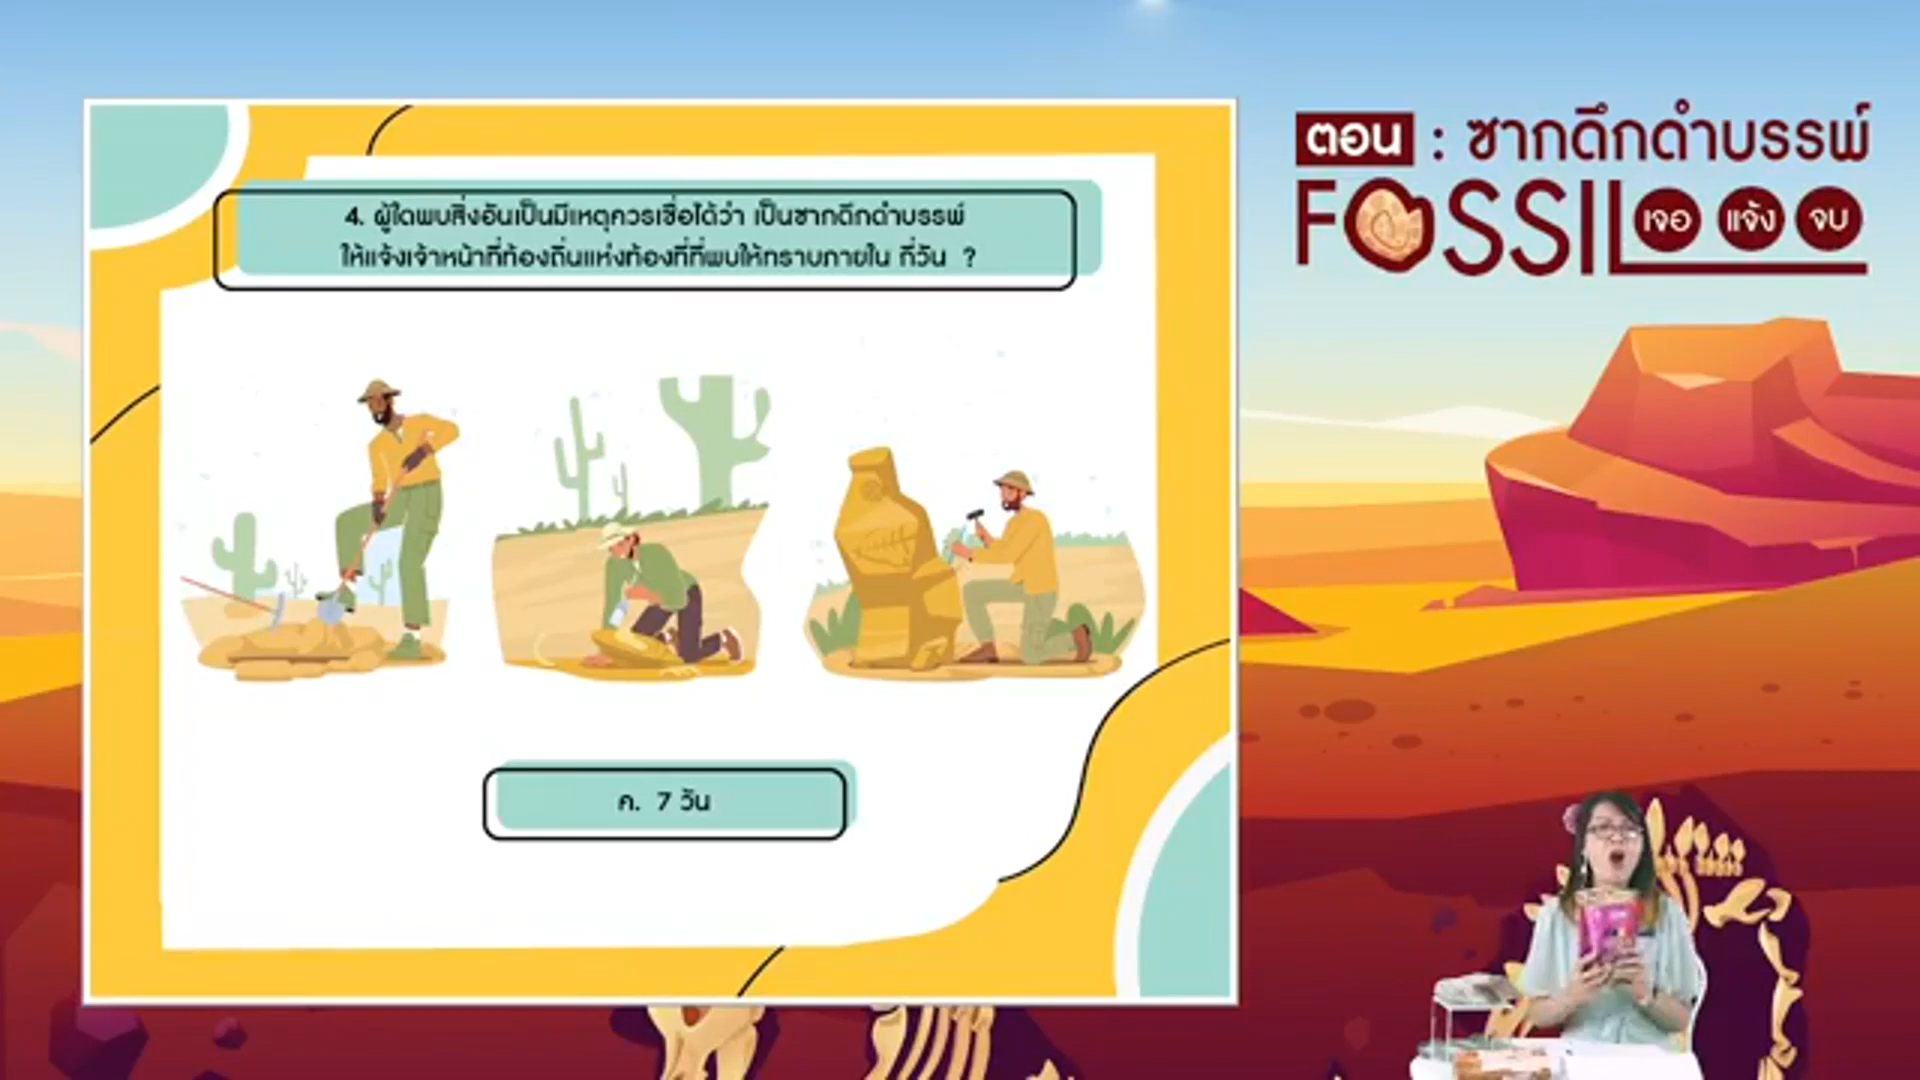 ตอน : ซากดึกดำบรรพ์
FOSSIL เจอ แจ้ง จบ
4. ผู้ใดพบสิ่งอันเป็นมีเหตุควรเชื่อได้ว่า เป็นซากดึกดำบรรพ์
ให้แจ้งเจ้าหน้าที่ท้องถิ่นแห่งท้องที่ที่พบให้ทราบภายใน กี่วัน ?
ค. 7 วัน